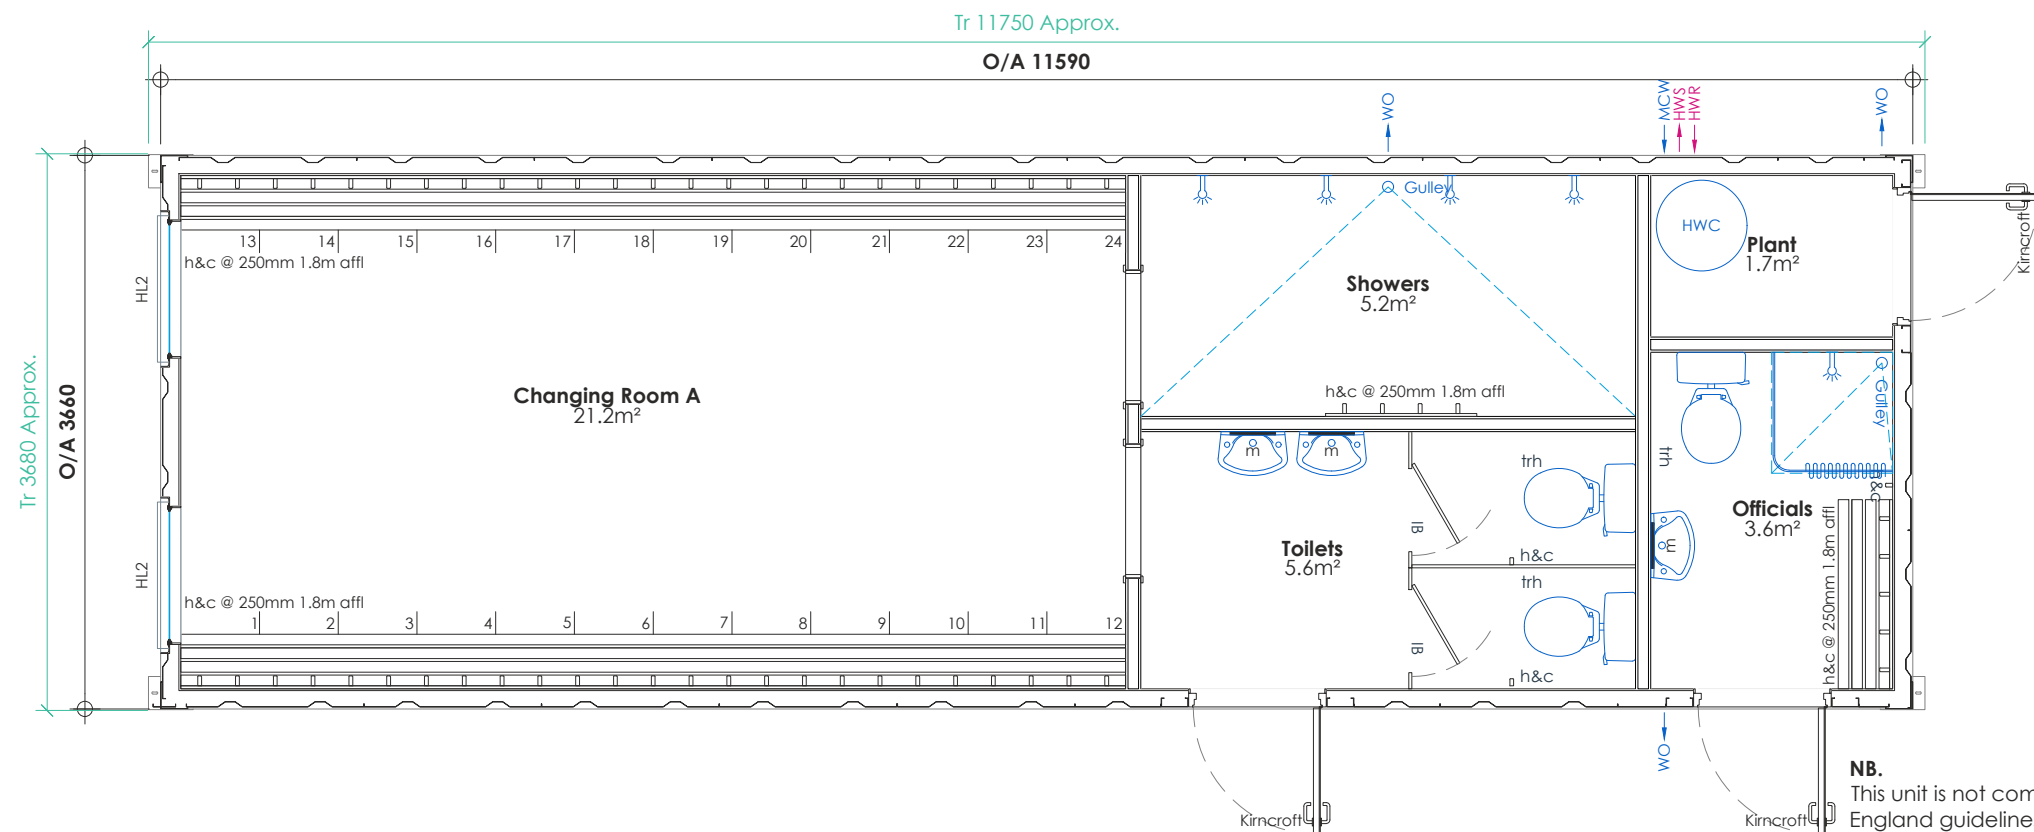 Tr 11750 Approx.
O/A 11590
WO
MCW
HWS
HWR
WO
Tr 3680 Approx.
O/A 3660
HL2
HL2
13 14 15 16 17 18 19 20 21 22 23 24
h&c @ 250mm 1.8m affl
Changing Room A
21.2m²
h&c @ 250mm 1.8m affl
1 2 3 4 5 6 7 8 9 10 11 12
Gulley
Showers
5.2m²
h&c @ 250mm 1.8m affl
HWC
Plant
1.7m²
Kirncroft
m
m
Toilets
5.6m²
trh
IB
h&c
trh
IB
h&c
trh
Gulley
h&c
Officials
3.6m²
m
h&c @ 250mm 1.8m affl
WO
Kirncroft
Kirncroft
NB.
This unit is not
England